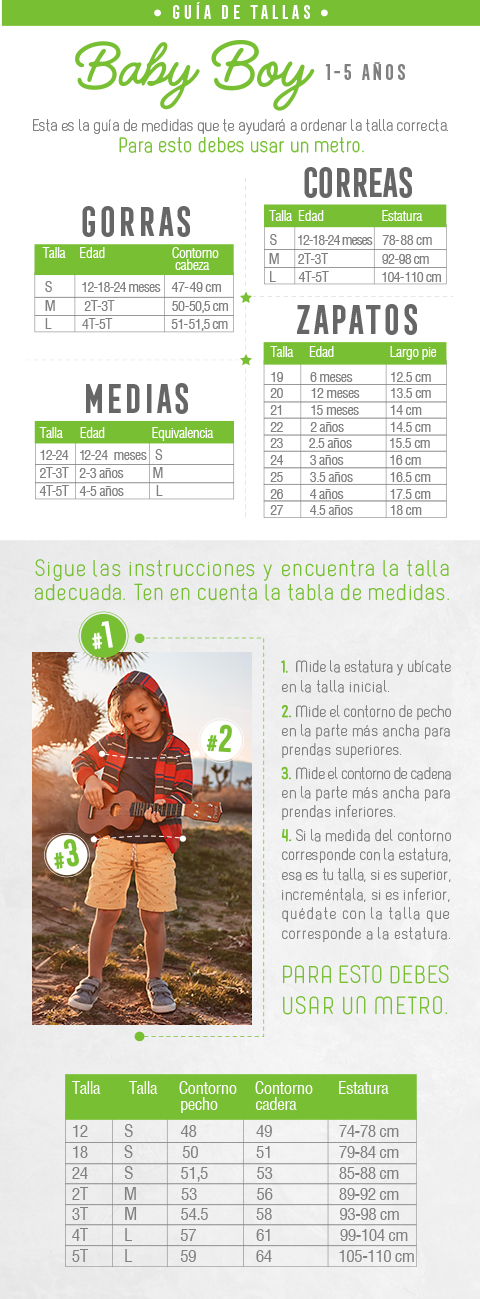 • GUÍA DE TALLAS •
Baby Boy 1-5 AÑOS
Esta es la guía de medidas que te ayudará a ordenar la talla correcta.
Para esto debes usar un metro.
GORRAS
Talla Edad Contorno cabeza
S 12-18-24 meses 47-49 cm
M 2T-3T 50-50,5 cm
L 4T-5T 51-51,5 cm
CORREAS
Talla Edad Estatura
S 12-18-24 meses 78-88 cm
M 2T-3T 92-98 cm
L 4T-5T 104-110 cm
MEDIAS
Talla Edad Equivalencia
12-24 12-24 meses S
2T-3T 2-3 años M
4T-5T 4-5 años L
ZAPATOS
Talla Edad Largo pie
19 6 meses 12.5 cm
20 12 meses 13.5 cm
21 15 meses 14 cm
22 2 años 14.5 cm
23 2.5 años 15.5 cm
24 3 años 16 cm
25 3.5 años 16.5 cm
26 4 años 17.5 cm
27 4.5 años 18 cm
Sigue las instrucciones y encuentra la talla
adecuada. Ten en cuenta la tabla de medidas.
#1
#2
#3
1. Mide la estatura y ubícate
en la talla inicial.
2. Mide el contorno de pecho
en la parte más ancha para
prendas superiores.
3. Mide el contorno de cadena
en la parte más ancha para
prendas inferiores.
4. Si la medida del contorno
corresponde con la estatura,
esa es tu talla, si es superior,
increméntala, si es inferior,
quédate con la talla que
corresponde a la estatura.
PARA ESTO DEBES
USAR UN METRO.
Talla Talla Contorno pecho Contorno cadera Estatura
12 S 48 49 74-78 cm
18 S 50 51 79-84 cm
24 S 51,5 53 85-88 cm
2T M 53 56 89-92 cm
3T M 54.5 58 93-98 cm
4T L 57 61 99-104 cm
5T L 59 64 105-110 cm